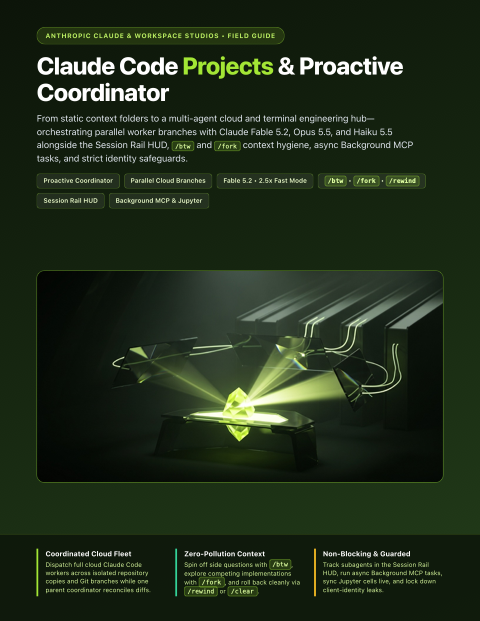 ANTHROPIC CLAUDE & WORKSPACE STUDIOS • FIELD GUIDE
Claude Code Projects & Proactive
Coordinator
From static context folders to a multi-agent cloud and terminal engineering hub—
orchestrating parallel worker branches with Claude Fable 5.2, Opus 5.5, and Haiku 5.5
alongside the Session Rail HUD, /btw and /fork context hygiene, async Background MCP
tasks, and strict identity safeguards.
Proactive Coordinator
Parallel Cloud Branches
Fable 5.2 • 2.5x Fast Mode
/btw • /fork • /rewind
Session Rail HUD
Background MCP & Jupyter
Coordinated Cloud Fleet
Dispatch full cloud Claude Code
workers across isolated repository
copies and Git branches while one
parent coordinator reconciles diffs.
Zero-Pollution Context
Spin off side questions with /btw,
explore competing implementations
with /fork, and roll back cleanly via
/rewind or /clear.
Non-Blocking & Guarded
Track subagents in the Session Rail
HUD, run async Background MCP tasks,
sync Jupyter cells live, and lock down
client-identity leaks.